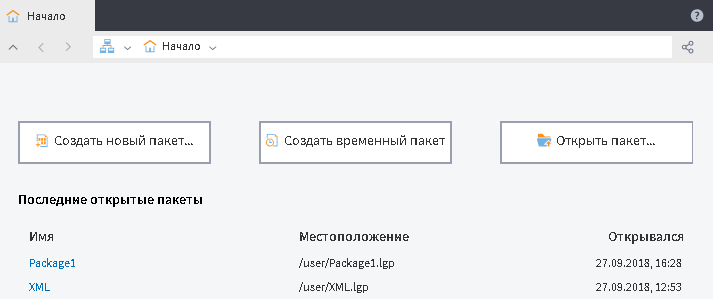 Начало
?
Начало
Создать новый пакет...
Создать временный пакет
Открыть пакет...
Последние открытые пакеты
Имя Местоположение Открывался
Package1 /user/Package1.lgp 27.09.2018, 16:28
XML /user/XML.lgp 27.09.2018, 12:53